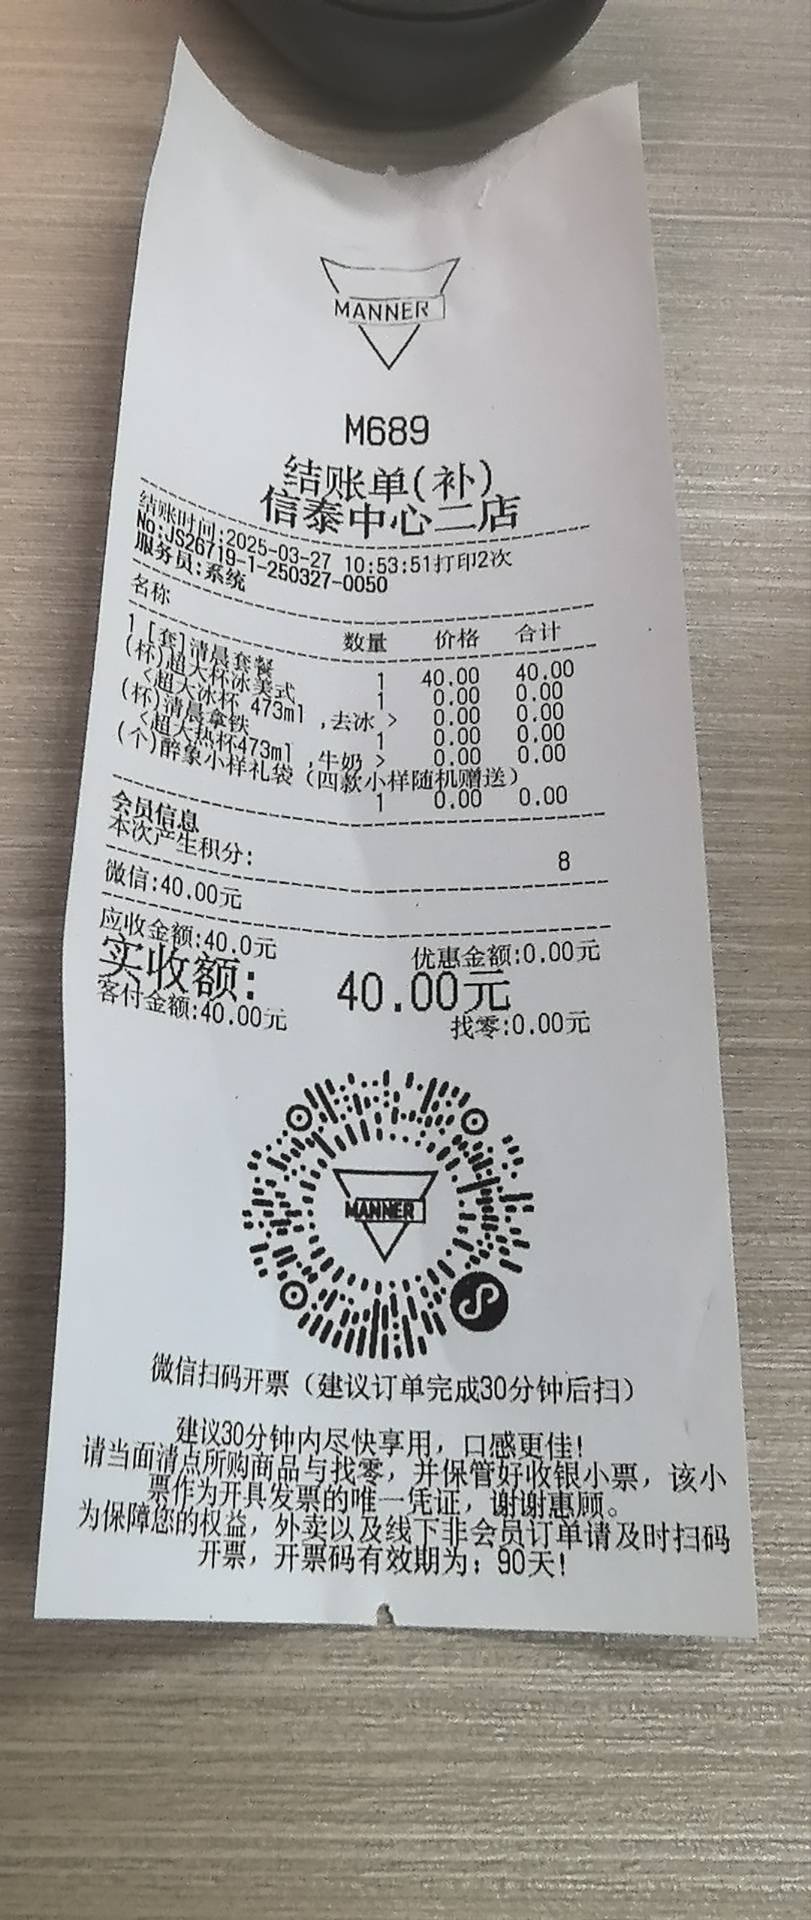 MANNER
M689
结账单(补)
信泰中心二店
结账时间:2025-03-27 10:53:51打印2次
No:JS26719-1-250327-0050
服务员:系统
名称 数量 价格 合计
1 [套]清晨套餐
1 40.00 40.00
(杯)超大杯冰美式
1 0.00 0.00
<超大冰杯 473ml ,去冰 >
0.00 0.00
(杯)清晨拿铁
1 0.00 0.00
<超大热杯473ml ,牛奶 >
0.00 0.00
(个)醉象小样礼袋（四款小样随机赠送）
1 0.00 0.00
会员信息
本次产生积分: 8
微信:40.00元
应收金额:40.0元 优惠金额:0.00元
实收额: 40.00元
客付金额:40.00元 找零:0.00元
MANNER
微信扫码开票（建议订单完成30分钟后扫）
建议30分钟内尽快享用，口感更佳!
请当面清点所购商品与找零，并保管好收银小票，该小
票作为开具发票的唯一凭证，谢谢惠顾。
为保障您的权益，外卖以及线下非会员订单请及时扫码
开票，开票码有效期为：90天!